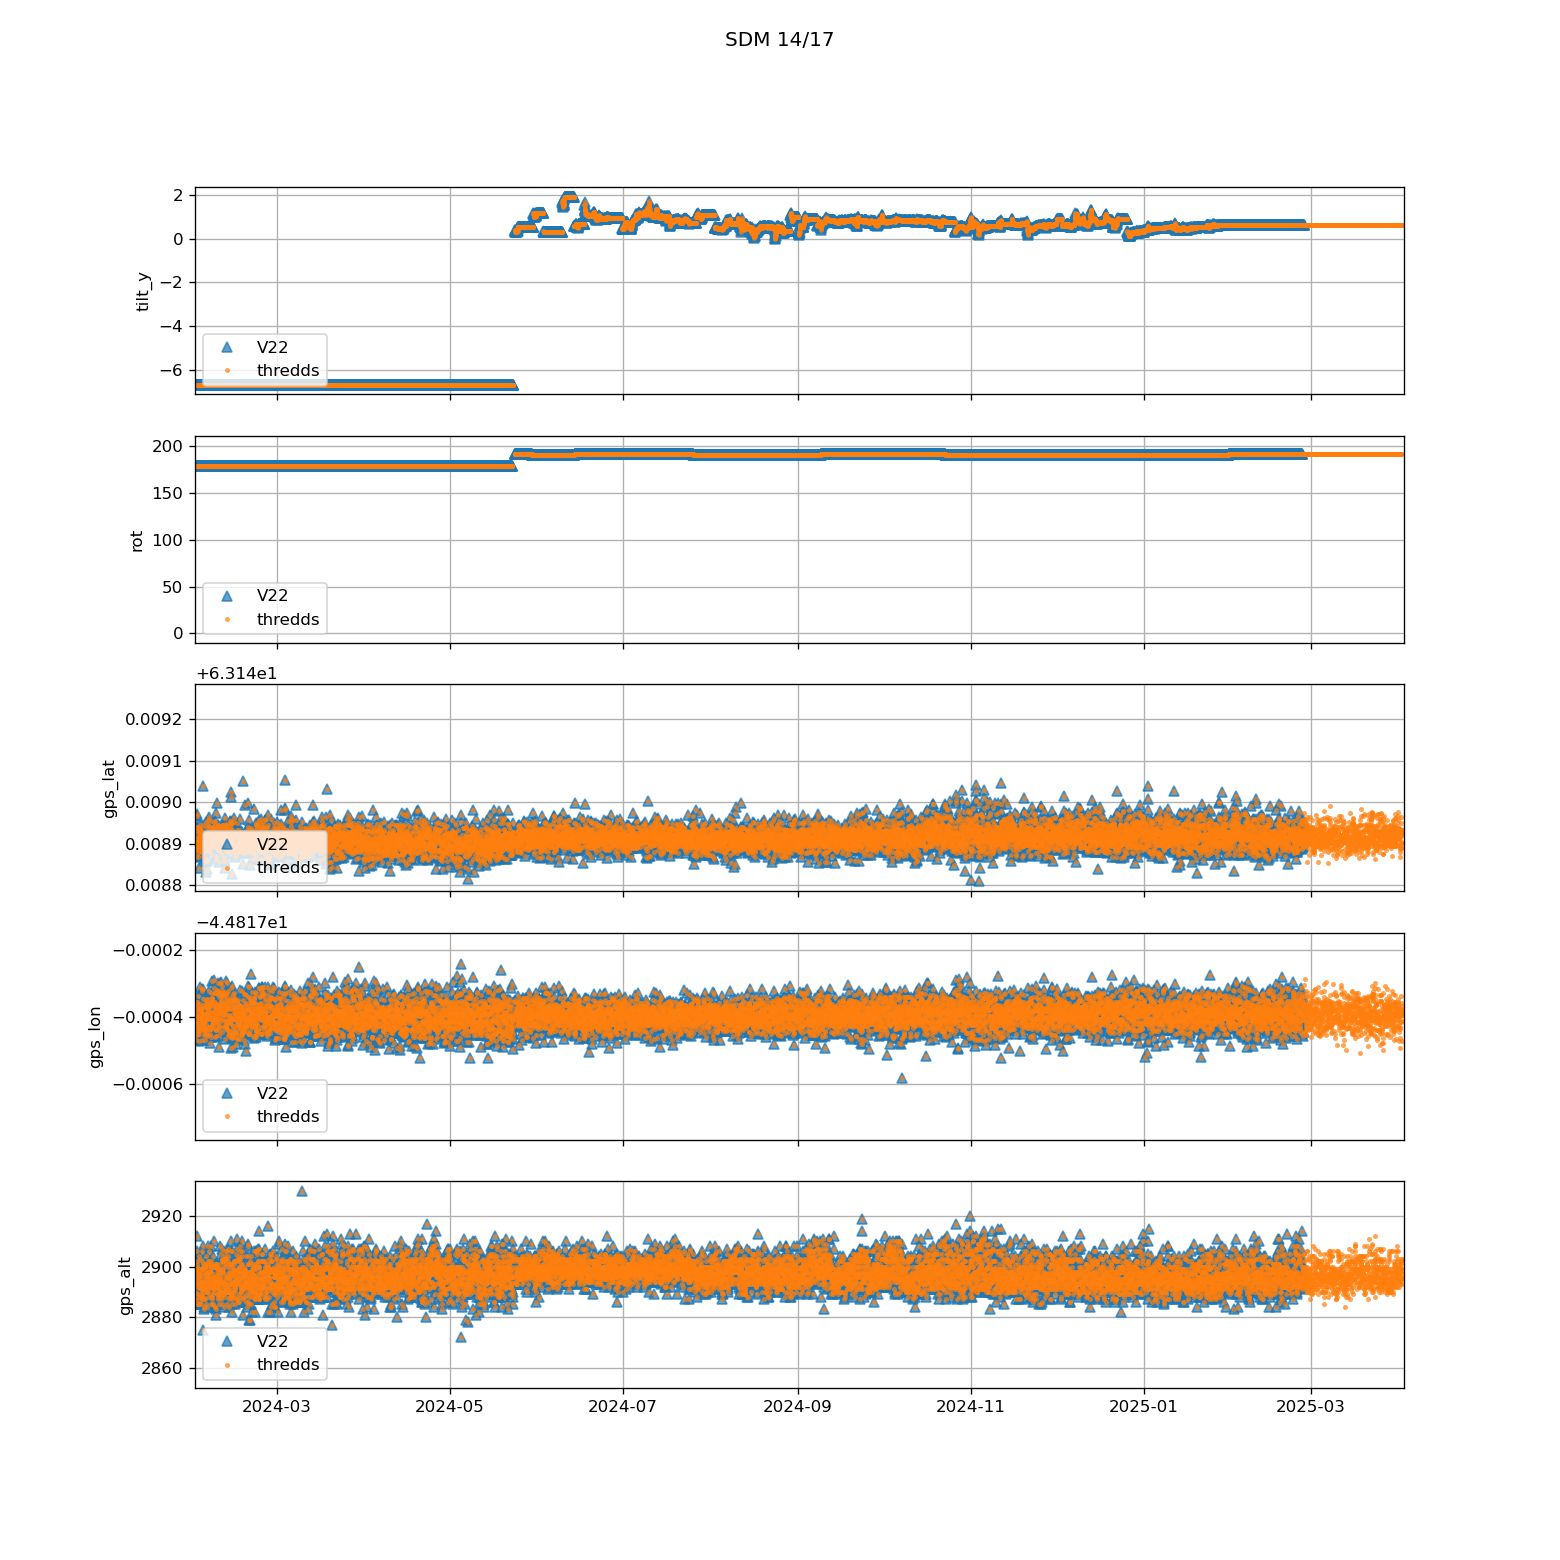 SDM 14/17
2
0
−2
−4
−6
tilt_y
V22
thredds
200
150
100
50
0
rot
V22
thredds
+6.314e1
0.0092
0.0091
0.0090
0.0089
0.0088
gps_lat
V22
thredds
−4.4817e1
−0.0002
−0.0004
−0.0006
gps_lon
V22
thredds
2920
2900
2880
2860
gps_alt
V22
thredds
2024-03 2024-05 2024-07 2024-09 2024-11 2025-01 2025-03